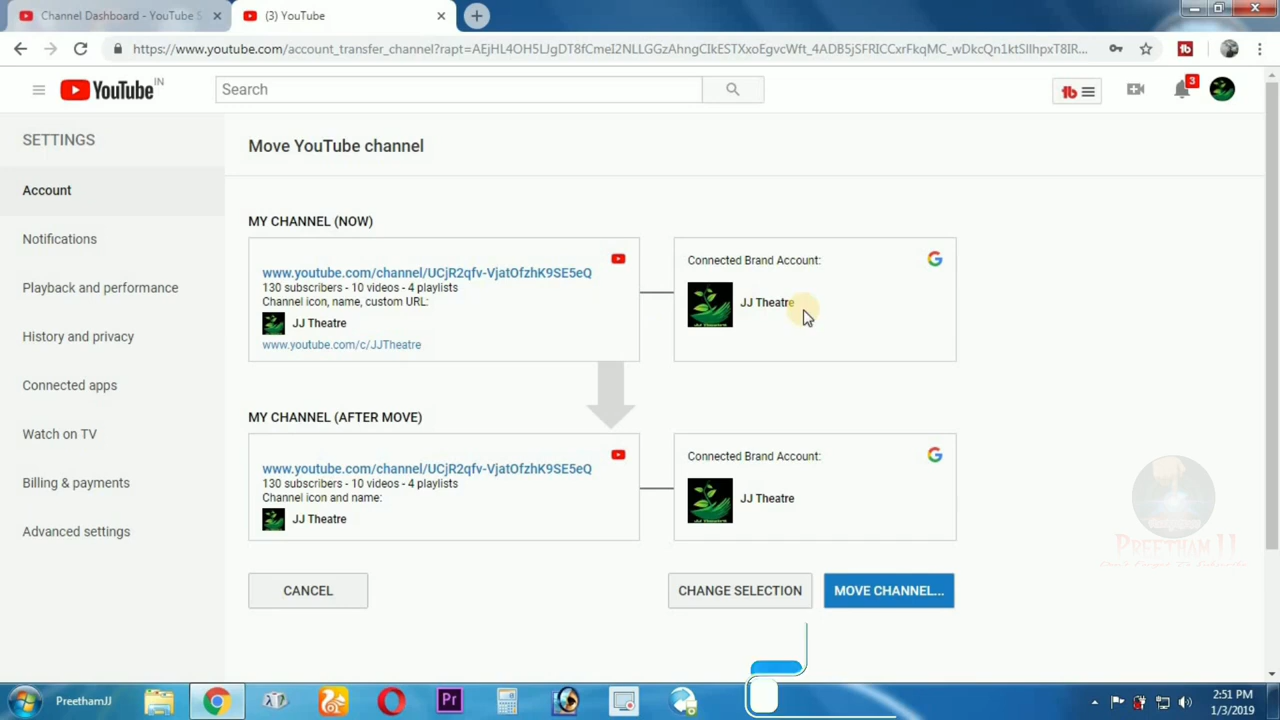 Channel Dashboard - YouTube S
(3) YouTube
https://www.youtube.com/account_transfer_channel?rapt=
YouTube IN
Search
3
SETTINGS
Account
Notifications
Playback and performance
History and privacy
Connected apps
Watch on TV
Billing & payments
Advanced settings
Move YouTube channel
MY CHANNEL (NOW)
www.youtube.com/channel/UCjR2qfv-VjatOfzhK9SE5eQ
130 subscribers - 10 videos - 4 playlists
Channel icon, name, custom URL:
JJ Theatre
www.youtube.com/c/JJTheatre
Connected Brand Account:
JJ Theatre
MY CHANNEL (AFTER MOVE)
www.youtube.com/channel/UCjR2qfv-VjatOfzhK9SE5eQ
130 subscribers - 10 videos - 4 playlists
Channel icon and name:
JJ Theatre
Connected Brand Account:
JJ Theatre
CANCEL
CHANGE SELECTION
MOVE CHANNEL...
PREETHAM JJ
PreethamJJ
Pr
2:51 PM
1/3/2019